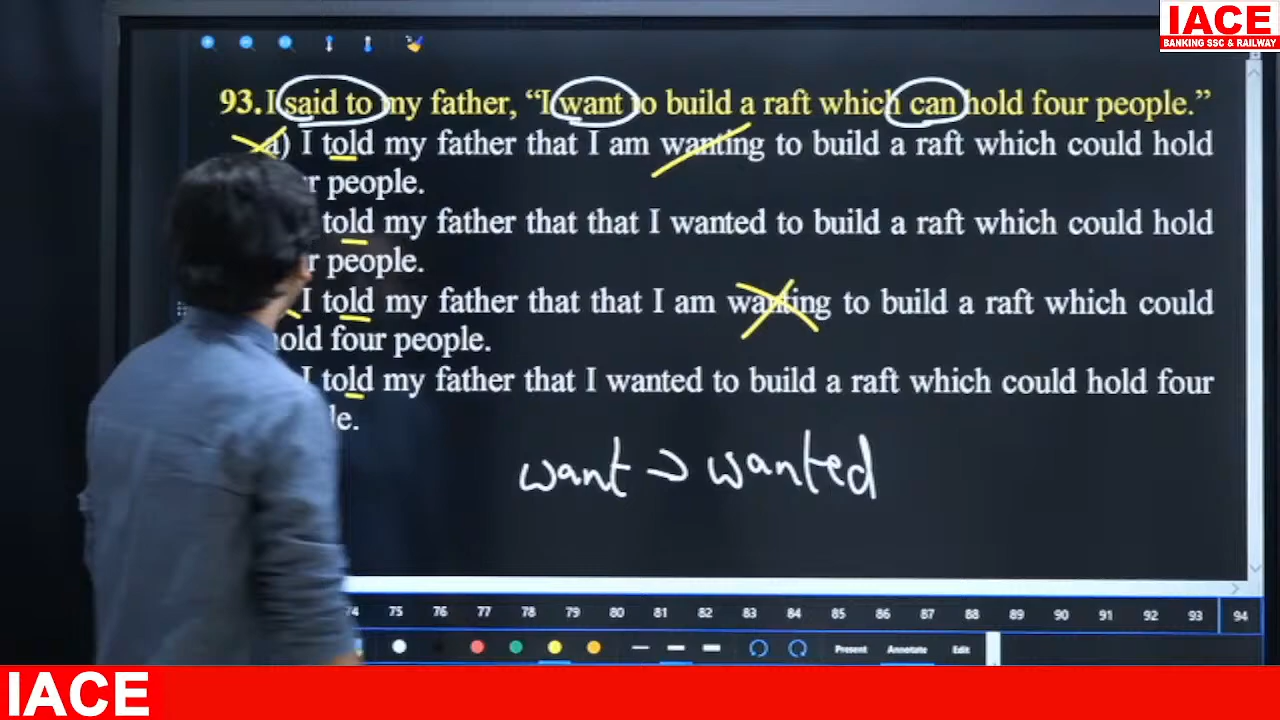 IACE
BANKING SSC & RAILWAY
93. I said to my father, “I want to build a raft which can hold four people.”
a) I told my father that I am wanting to build a raft which could hold
people.
told my father that that I wanted to build a raft which could hold
people.
I told my father that that I am wanting to build a raft which could
hold four people.
I told my father that I wanted to build a raft which could hold four
want → wanted
74 75 76 77 78 79 80 81 82 83 84 85 86 87 88 89 90 91 92 93 94
Present Annotate Edit
IACE